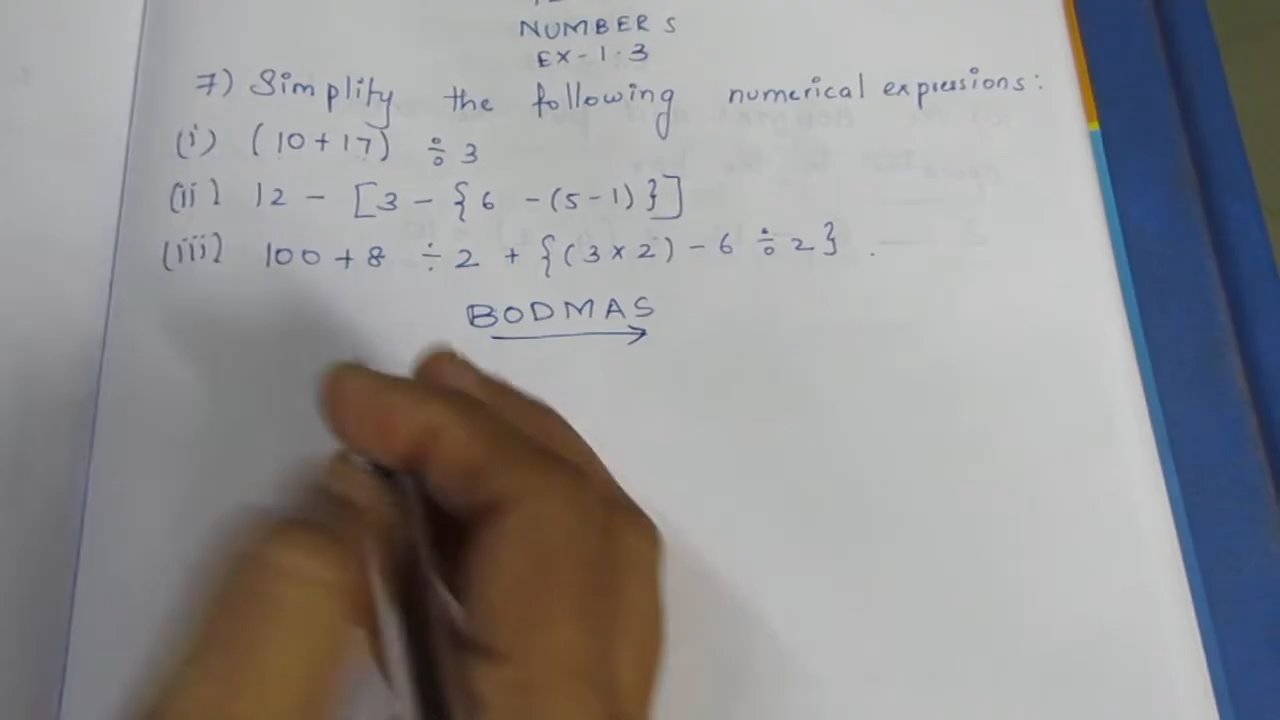 NUMBERS
EX-1.3
7) Simplify the following numerical expressions:
(i) (10+17) ÷ 3
(ii) 12 - [3 - {6 - (5-1)}]
(iii) 100 + 8 ÷ 2 + {(3 × 2) - 6 ÷ 2} .
BODMAS